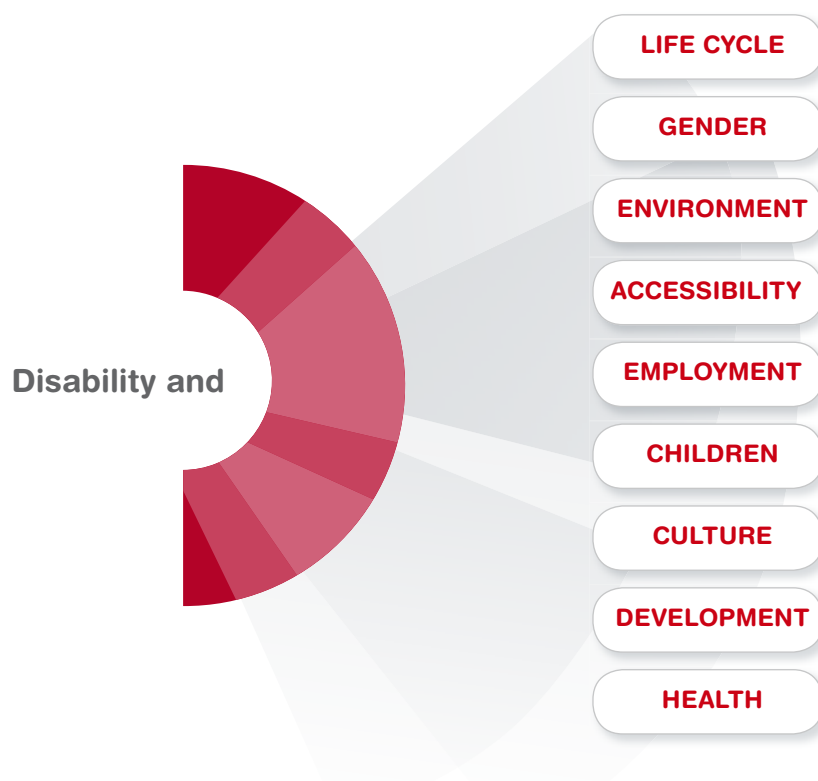 Disability and
LIFE CYCLE
GENDER
ENVIRONMENT
ACCESSIBILITY
EMPLOYMENT
CHILDREN
CULTURE
DEVELOPMENT
HEALTH